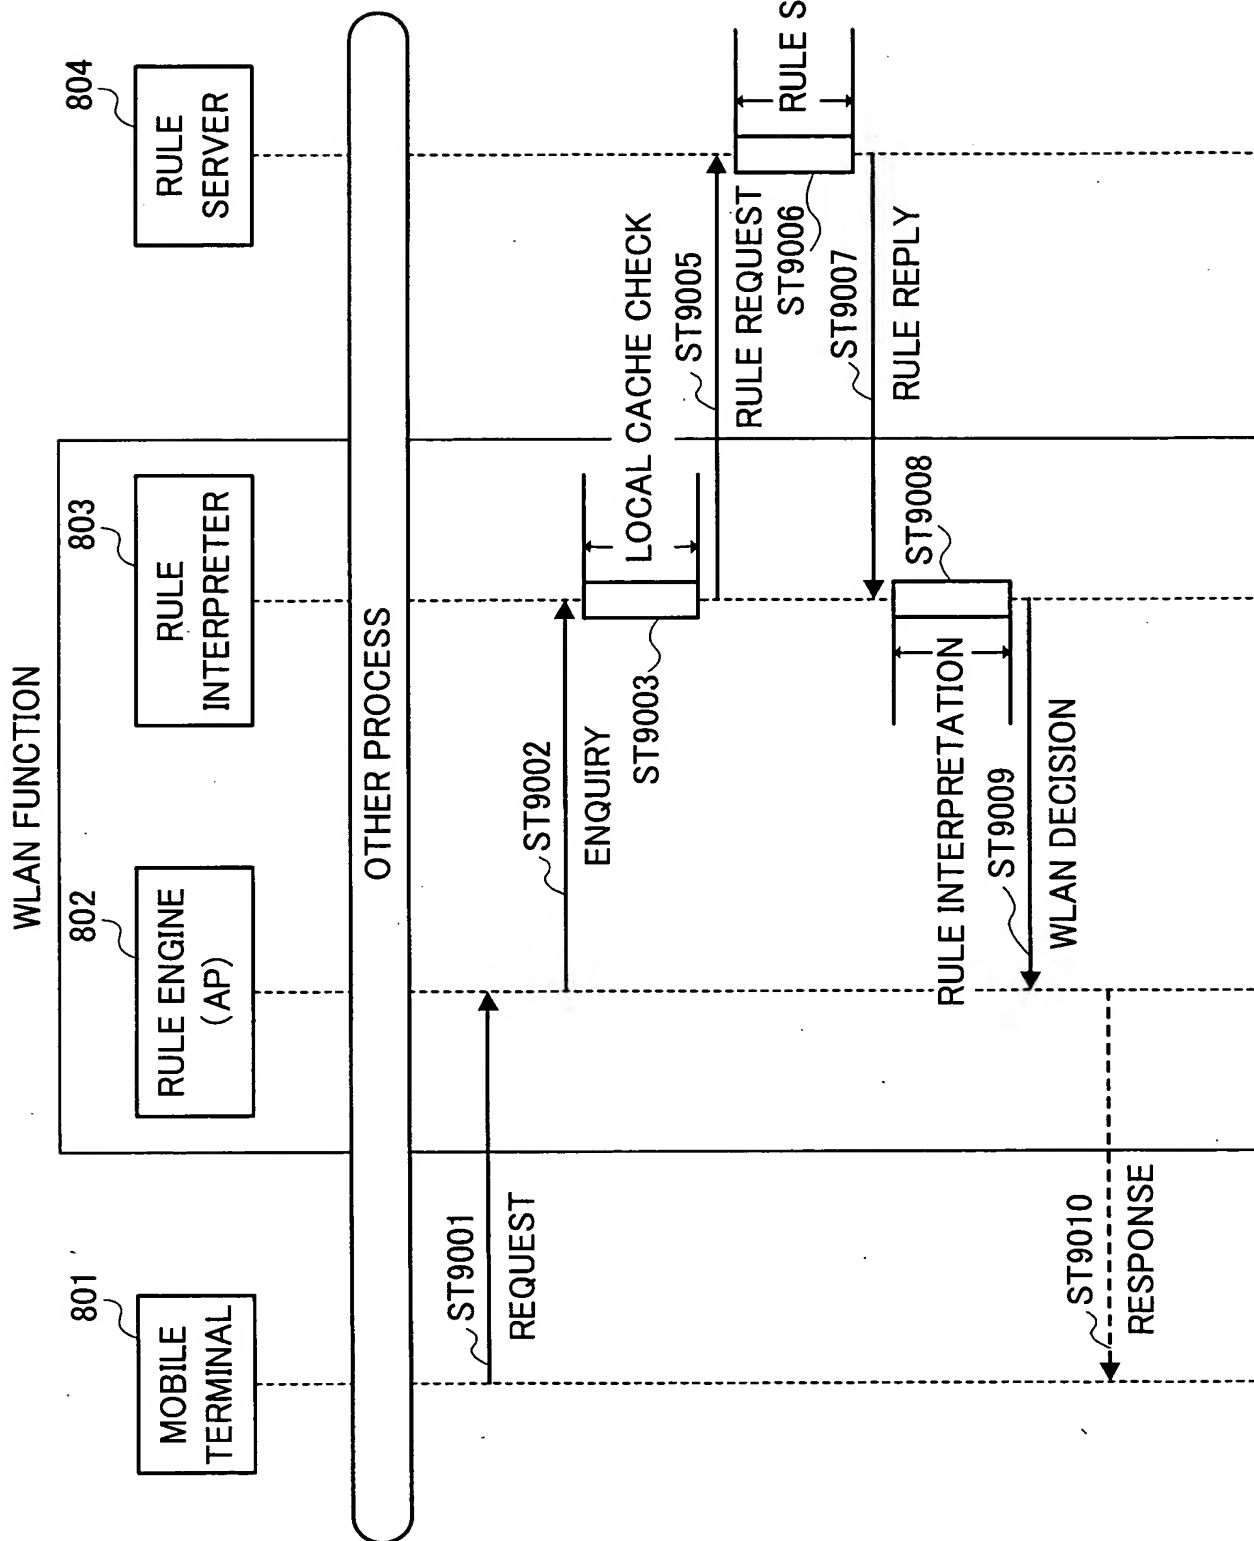 WLAN FUNCTION
801
802
803
804
MOBILE
TERMINAL
RULE ENGINE
(AP)
RULE
INTERPRETER
RULE
SERVER
OTHER PROCESS
ST9001
REQUEST
ST9002
ENQUIRY
ST9003
LOCAL CACHE CHECK
ST9005
RULE REQUEST
ST9006
RULE S
ST9007
RULE REPLY
ST9008
RULE INTERPRETATION
ST9009
WLAN DECISION
ST9010
RESPONSE